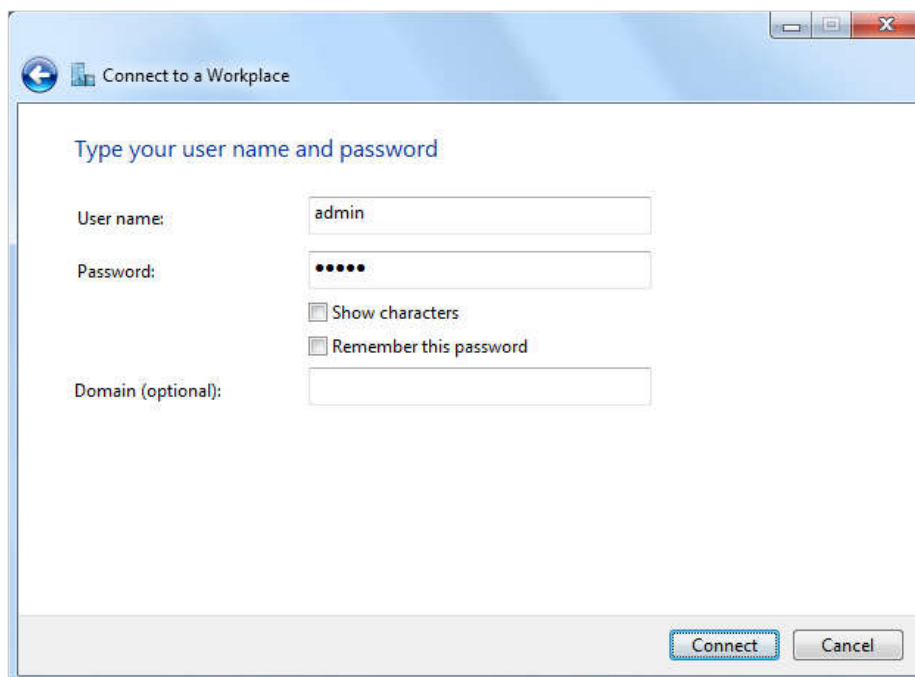 Connect to a Workplace
Type your user name and password
User name: admin
Password: •••••
Show characters
Remember this password
Domain (optional):
Connect Cancel